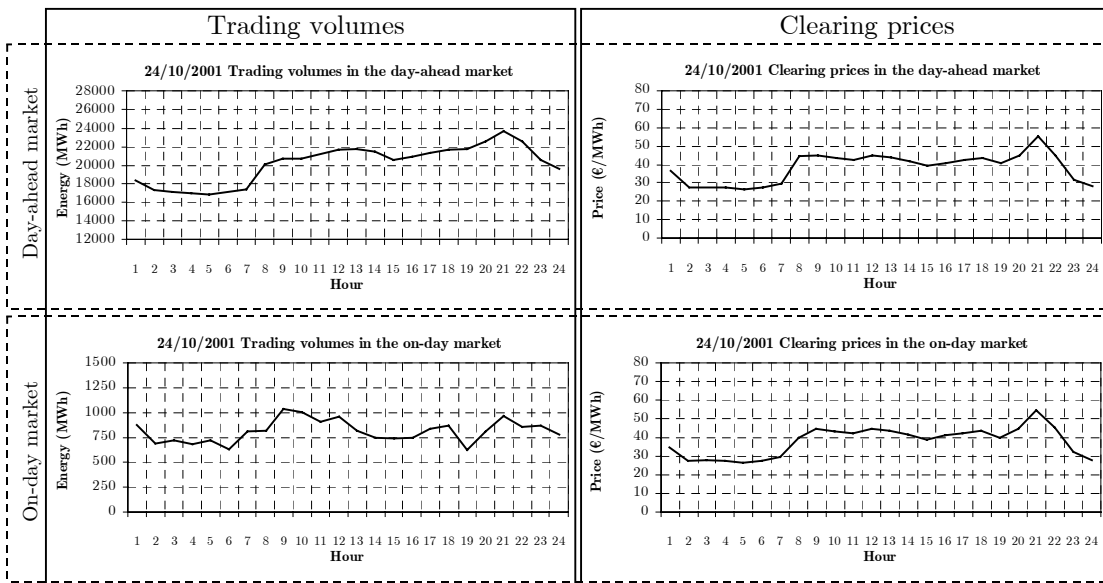 Trading volumes
Clearing prices
Day-ahead market
24/10/2001 Trading volumes in the day-ahead market
Energy (MWh)
28000
26000
24000
22000
20000
18000
16000
14000
12000
1 2 3 4 5 6 7 8 9 10 11 12 13 14 15 16 17 18 19 20 21 22 23 24
Hour
24/10/2001 Clearing prices in the day-ahead market
Price (€/MWh)
80
70
60
50
40
30
20
10
0
1 2 3 4 5 6 7 8 9 10 11 12 13 14 15 16 17 18 19 20 21 22 23 24
Hour
On-day market
24/10/2001 Trading volumes in the on-day market
Energy (MWh)
1500
1250
1000
750
500
250
0
1 2 3 4 5 6 7 8 9 10 11 12 13 14 15 16 17 18 19 20 21 22 23 24
Hour
24/10/2001 Clearing prices in the on-day market
Price (€/MWh)
80
70
60
50
40
30
20
10
0
1 2 3 4 5 6 7 8 9 10 11 12 13 14 15 16 17 18 19 20 21 22 23 24
Hour